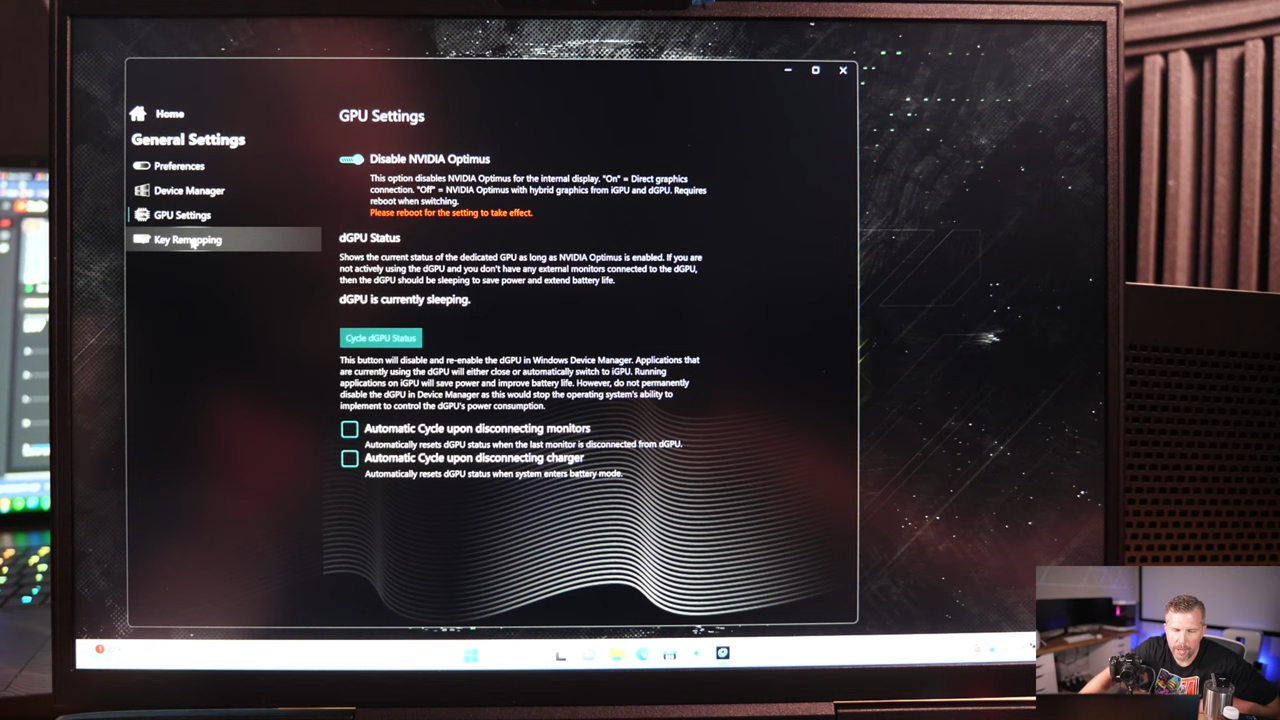 Home
General Settings
Preferences
Device Manager
GPU Settings
Key Remapping
GPU Settings
Disable NVIDIA Optimus
This option disables NVIDIA Optimus for the internal display. "On" = Direct graphics
connection. "Off" = NVIDIA Optimus with hybrid graphics from iGPU and dGPU. Requires
reboot when switching.
Please reboot for the setting to take effect.
dGPU Status
Shows the current status of the dedicated GPU as long as NVIDIA Optimus is enabled. If you are
not actively using the dGPU and you don't have any external monitors connected to the dGPU,
then the dGPU should be sleeping to save power and extend battery life.
dGPU is currently sleeping.
Cycle dGPU Status
This button will disable and re-enable the dGPU in Windows Device Manager. Applications that
are currently using the dGPU will either close or automatically switch to iGPU. Running
applications on iGPU will save power and improve battery life. However, do not permanently
disable the dGPU in Device Manager as this would stop the operating system's ability to
implement to control the dGPU's power consumption.
Automatic Cycle upon disconnecting monitors
Automatically resets dGPU status when the last monitor is disconnected from dGPU.
Automatic Cycle upon disconnecting charger
Automatically resets dGPU status when system enters battery mode.